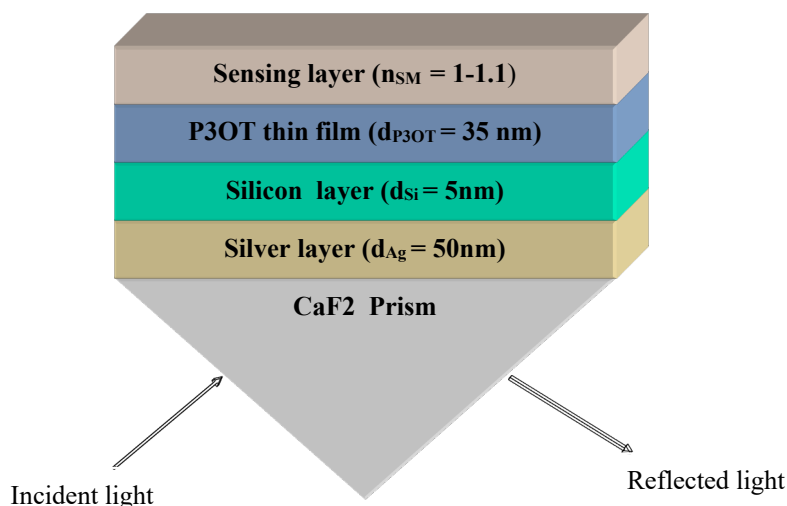 Sensing layer (nSM = 1-1.1)
P3OT thin film (dP3OT = 35 nm)
Silicon layer (dSi = 5nm)
Silver layer (dAg = 50nm)
CaF2 Prism
Incident light
Reflected light